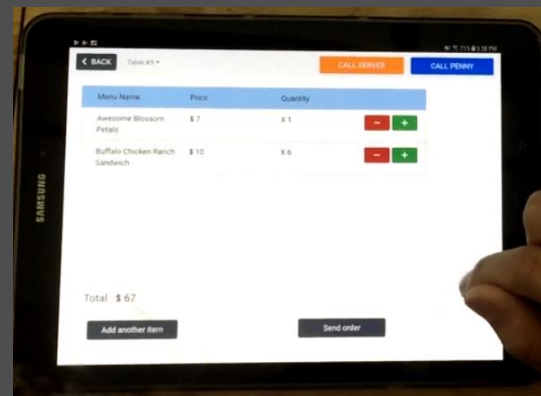 BACK Table #5 CALL SERVER CALL PENNY
Menu Name Price Quantity
Awesome Blossom Petals $ 7 X 1 - +
Buffalo Chicken Ranch Sandwich $ 10 X 6 - +
Total $ 67
Add another item Send order
SAMSUNG